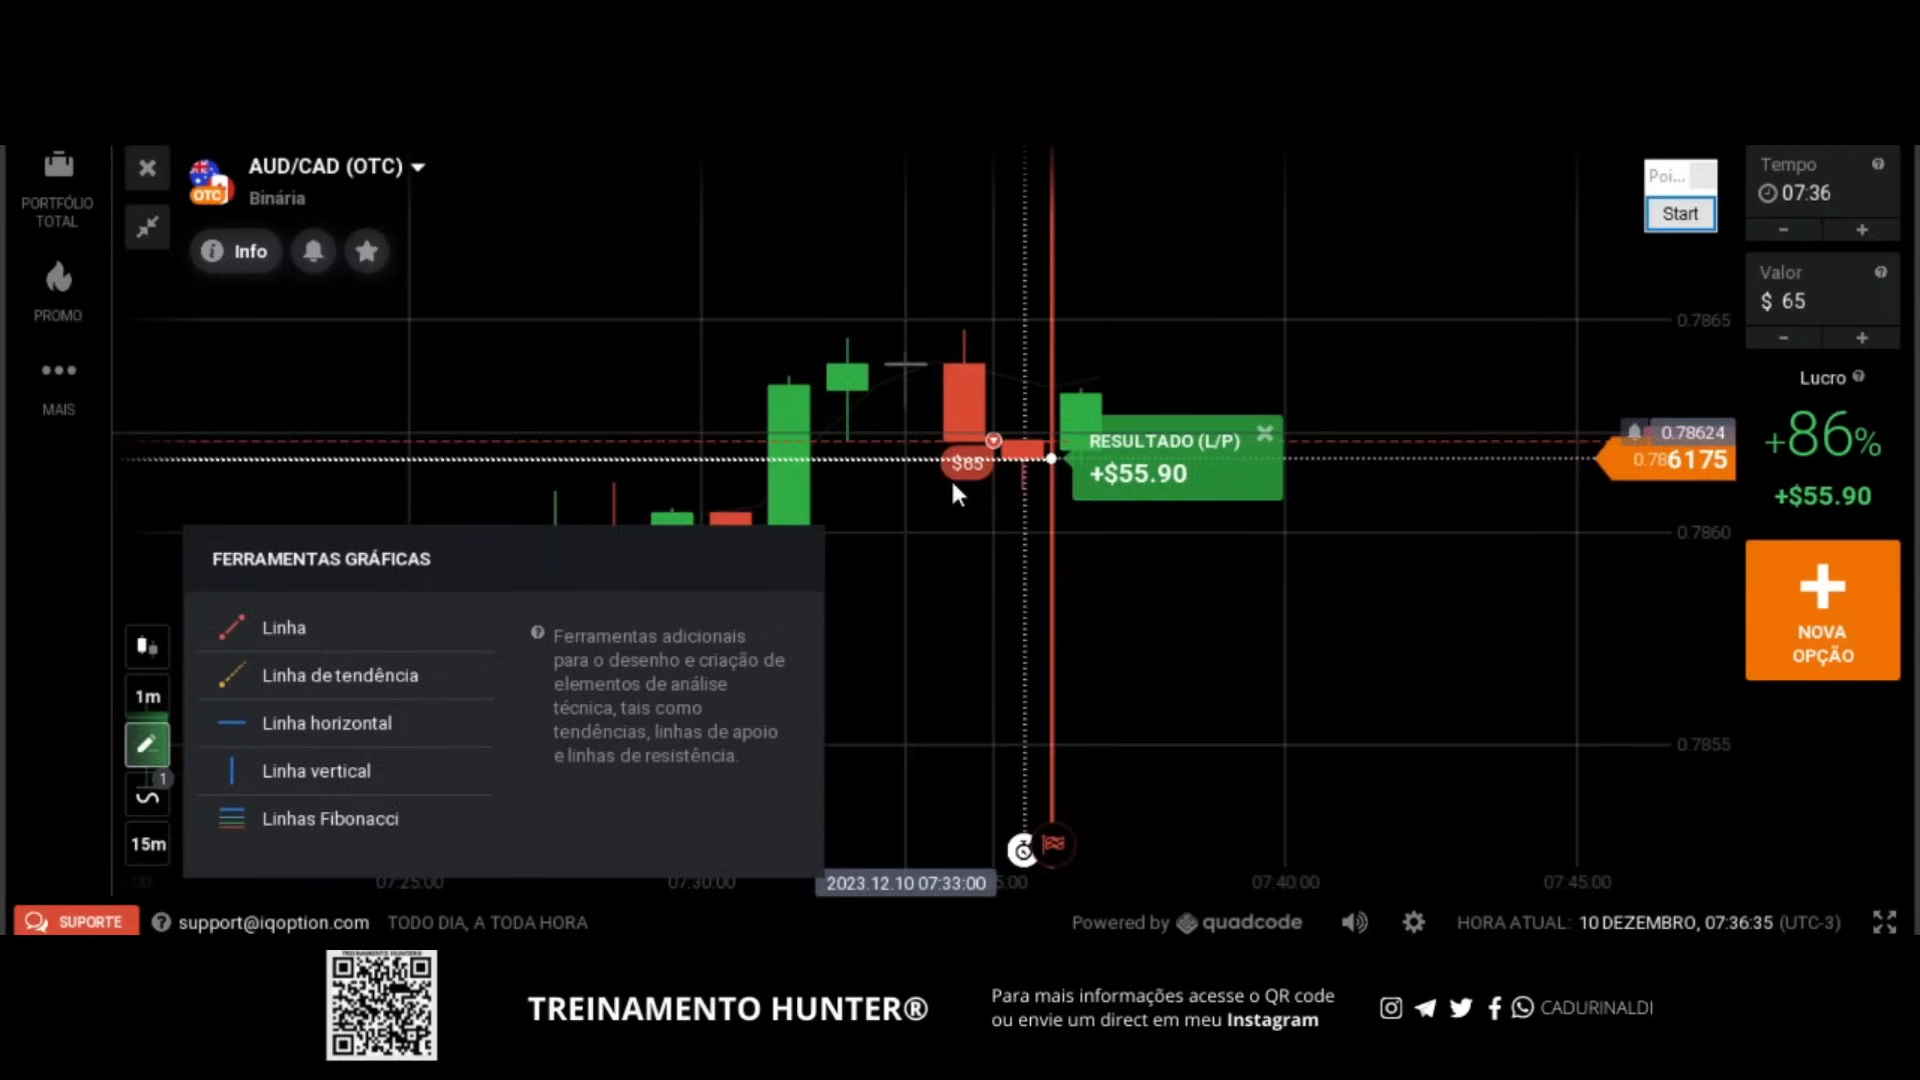 PORTFÓLIO
TOTAL
PROMO
MAIS
AUD/CAD (OTC)
OTC
Binária
Info
Poi...
Start
Tempo
07:36
- +
Valor
$ 65
- +
Lucro
+86%
+$55.90
NOVA
OPÇÃO
0.7865
0.78624
0.786175
0.7860
0.7855
$65
RESULTADO (L/P)
+$55.90
FERRAMENTAS GRÁFICAS
Linha
Linha de tendência
Linha horizontal
Linha vertical
Linhas Fibonacci
Ferramentas adicionais
para o desenho e criação de
elementos de análise
técnica, tais como
tendências, linhas de apoio
e linhas de resistência.
1m
1
15m
07:25:00
07:30:00
2023.12.10 07:33:00
07:40:00
07:45:00
SUPORTE
support@iqoption.com
TODO DIA, A TODA HORA
Powered by quadcode
HORA ATUAL: 10 DEZEMBRO, 07:36:35 (UTC-3)
TREINAMENTO HUNTER®
Para mais informações acesse o QR code
ou envie um direct em meu Instagram
CADURINALDI